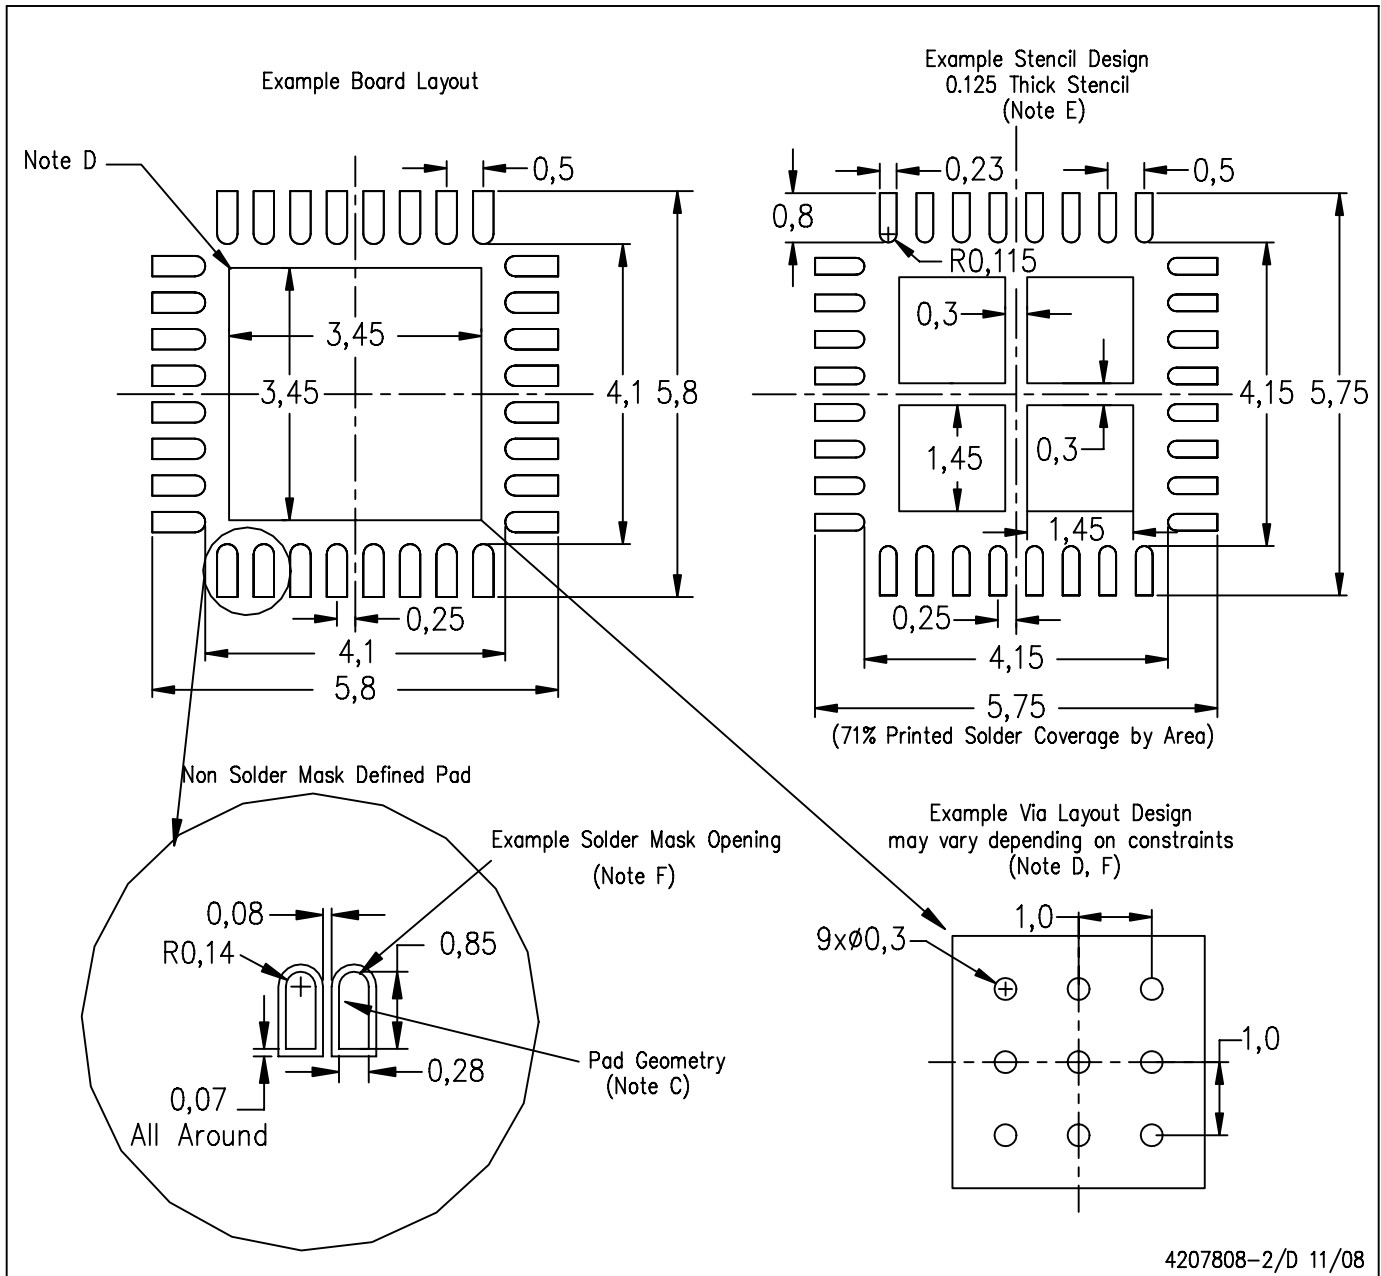 Example Board Layout
Example Stencil Design
0.125 Thick Stencil
(Note E)
Note D
0,5
0,23
0,5
0,8
R0,115
3,45
0,3
3,45
4,1
5,8
4,15
5,75
1,45
0,3
1,45
0,25
0,25
4,1
4,15
5,8
5,75
(71% Printed Solder Coverage by Area)
Non Solder Mask Defined Pad
Example Solder Mask Opening
(Note F)
Example Via Layout Design
may vary depending on constraints
(Note D, F)
0,08
0,85
R0,14
1,0
9xø0,3
Pad Geometry
(Note C)
0,28
0,07
All Around
1,0
4207808-2/D 11/08